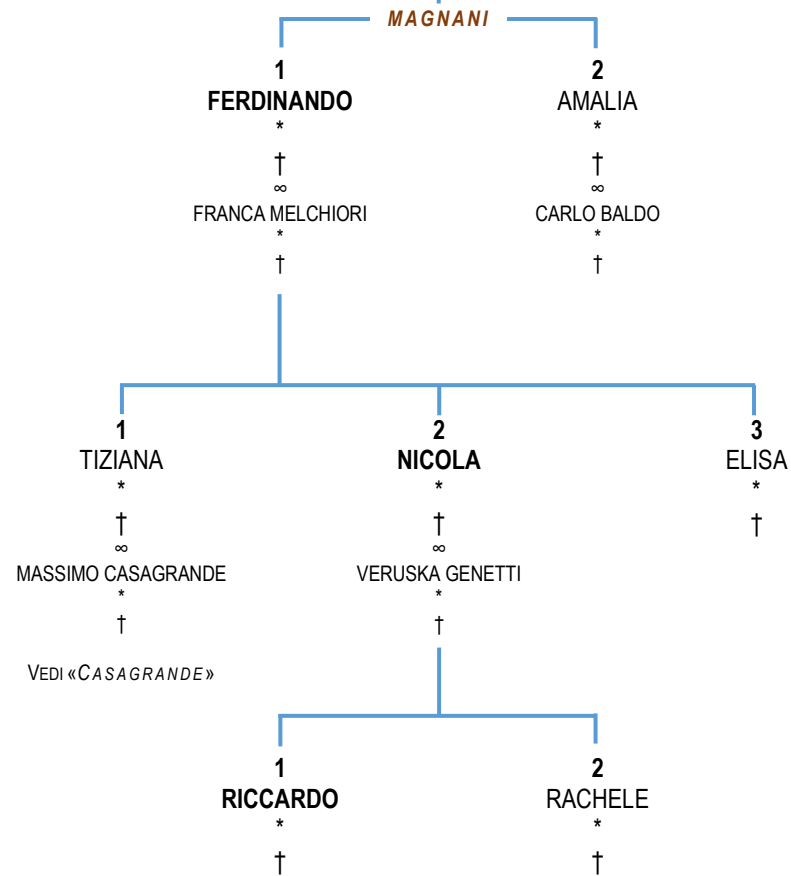 MAGNANI
1 2
FERDINANDO AMALIA
* *
† †
∞ ∞
FRANCA MELCHIORI CARLO BALDO
* *
† †
1 2 3
TIZIANA NICOLA ELISA
* * *
† † †
∞ ∞
MASSIMO CASAGRANDE VERUSKA GENETTI
* *
† †
VEDI «CASAGRANDE»
1 2
RICCARDO RACHELE
* *
† †